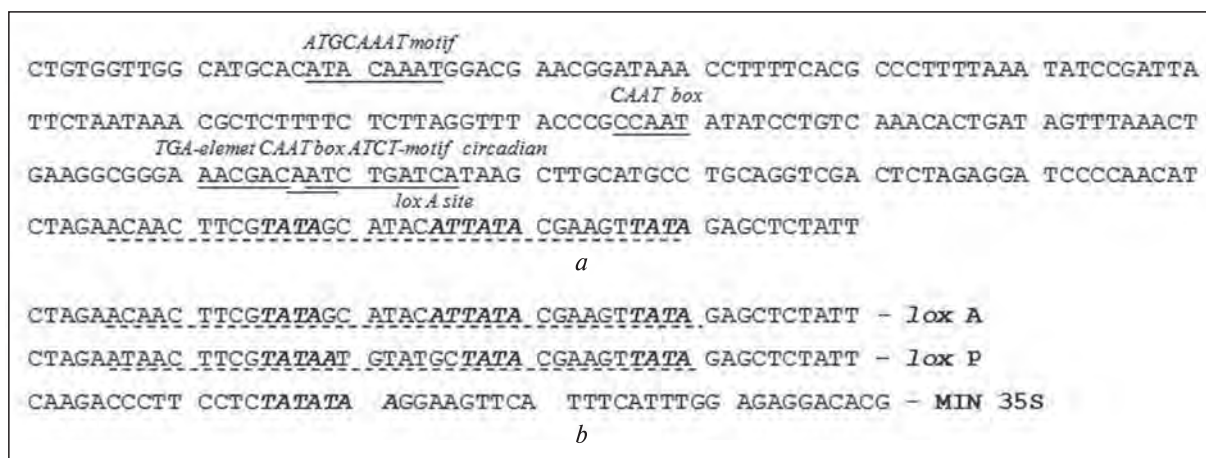 ATGCAAAT motif
CTGTGGTTGG CATGCACATA CAAATGGACG AACGGATAAA CCTTTTCACG CCCTTTTAAA TATCCGATTA
CAAT box
TTCTAATAAA CGCTCTTTTC TCTTAGGTTT ACCCGCCAAT ATATCCTGTC AAACACTGAT AGTTTAAACT
TGA-elemet CAAT box ATCT-motif circadian
GAAGGCGGGA AACGACAATC TGATCATAAG CTTGCATGCC TGCAGGTCGA CTCTAGAGGA TCCCCAACAT
lox A site
CTAGAACAAC TTCGTATAGC ATACATTATA CGAAGTTATA GAGCTCTATT
a
CTAGAACAAC TTCGTATAGC ATACATTATA CGAAGTTATA GAGCTCTATT – lox A
CTAGAATAAC TTCGTATAAT GTATGCTATA CGAAGTTATA GAGCTCTATT – lox P
CAAGACCCTT CCTCTATATA AGGAAGTTCA TTTCATTTGG AGAGGACACG – MIN 35S
b